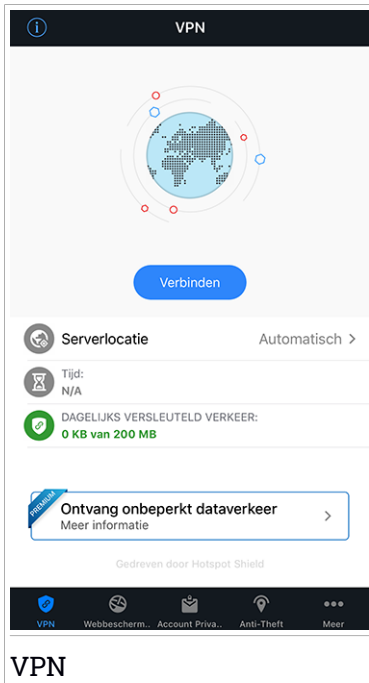 VPN
Verbinden
Serverlocatie
Automatisch
Tijd:
N/A
DAGELIJKS VERSLEUTELD VERKEER:
0 KB van 200 MB
PREMIUM
Ontvang onbeperkt dataverkeer
Meer informatie
Gedreven door Hotspot Shield
VPN Webbescherm.. Account Priva.. Anti-Theft Meer
VPN